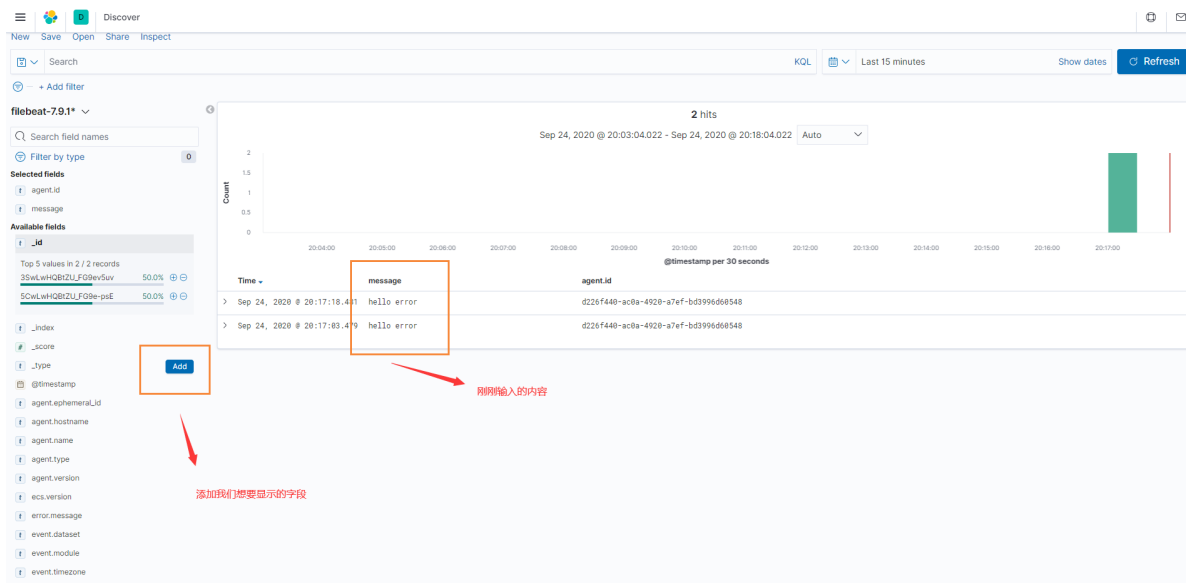 D Discover
New Save Open Share Inspect
Search KQL Last 15 minutes Show dates Refresh
+ Add filter
filebeat-7.9.1*
Search field names
Filter by type 0
Selected fields
t agent.id
t message
Available fields
t _id
Top 5 values in 2 / 2 records
3SwLwHQBtZU_FG9ev5uv 50.0%
5CwLwHQBtZU_FG9e-psE 50.0%
t _index
# _score
t _type Add
@timestamp
t agent.ephemeral_id
t agent.hostname
t agent.name
t agent.type
t agent.version
t ecs.version
t error.message
t event.dataset
t event.module
t event.timezone
2 hits
Sep 24, 2020 @ 20:03:04.022 - Sep 24, 2020 @ 20:18:04.022 Auto
Count
2
1.5
1
0.5
0
20:04:00 20:05:00 20:06:00 20:07:00 20:08:00 20:09:00 20:10:00 20:11:00 20:12:00 20:13:00 20:14:00 20:15:00 20:16:00 20:17:00
@timestamp per 30 seconds
Time message agent.id
Sep 24, 2020 @ 20:17:18.481 hello error d226f440-ac0a-4920-a7ef-bd3996d60548
Sep 24, 2020 @ 20:17:03.479 hello error d226f440-ac0a-4920-a7ef-bd3996d60548
刚刚输入的内容
添加我们想要显示的字段